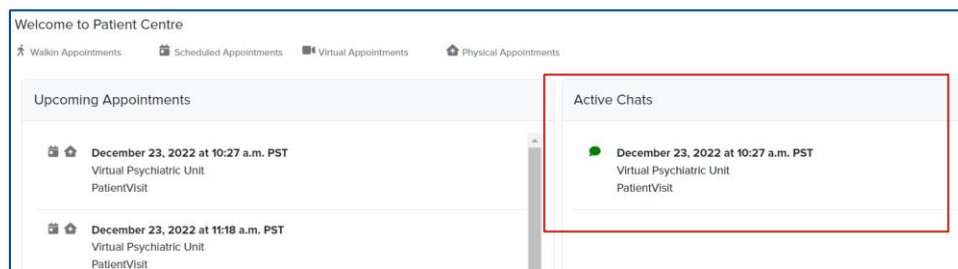 Welcome to Patient Centre
Walkin Appointments Scheduled Appointments Virtual Appointments Physical Appointments
Upcoming Appointments
December 23, 2022 at 10:27 a.m. PST
Virtual Psychiatric Unit
PatientVisit
December 23, 2022 at 11:18 a.m. PST
Virtual Psychiatric Unit
PatientVisit
Active Chats
December 23, 2022 at 10:27 a.m. PST
Virtual Psychiatric Unit
PatientVisit